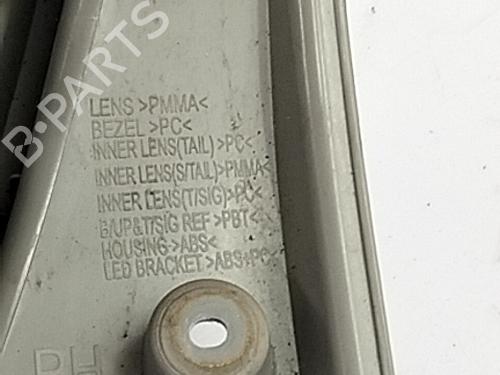 B-PARTS
LENS >PMMA<
BEZEL >PC<
INNER LENS(TAIL) >PC<
INNER LENS(S/TAIL) >PMMA<
INNER LENS(T/SIG) >PC<
B/UP&T/SIG REF >PBT<
HOUSING >ABS<
LED BRACKET >ABS+PC<
RH